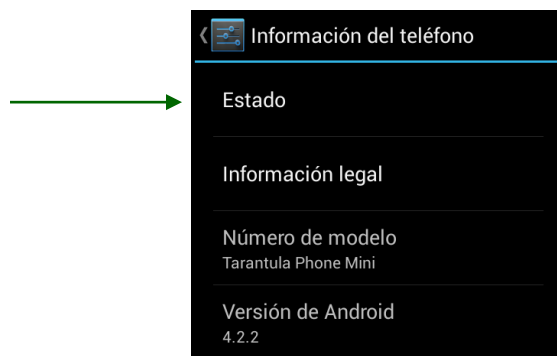 Información del teléfono
Estado
Información legal
Número de modelo
Tarantula Phone Mini
Versión de Android
4.2.2